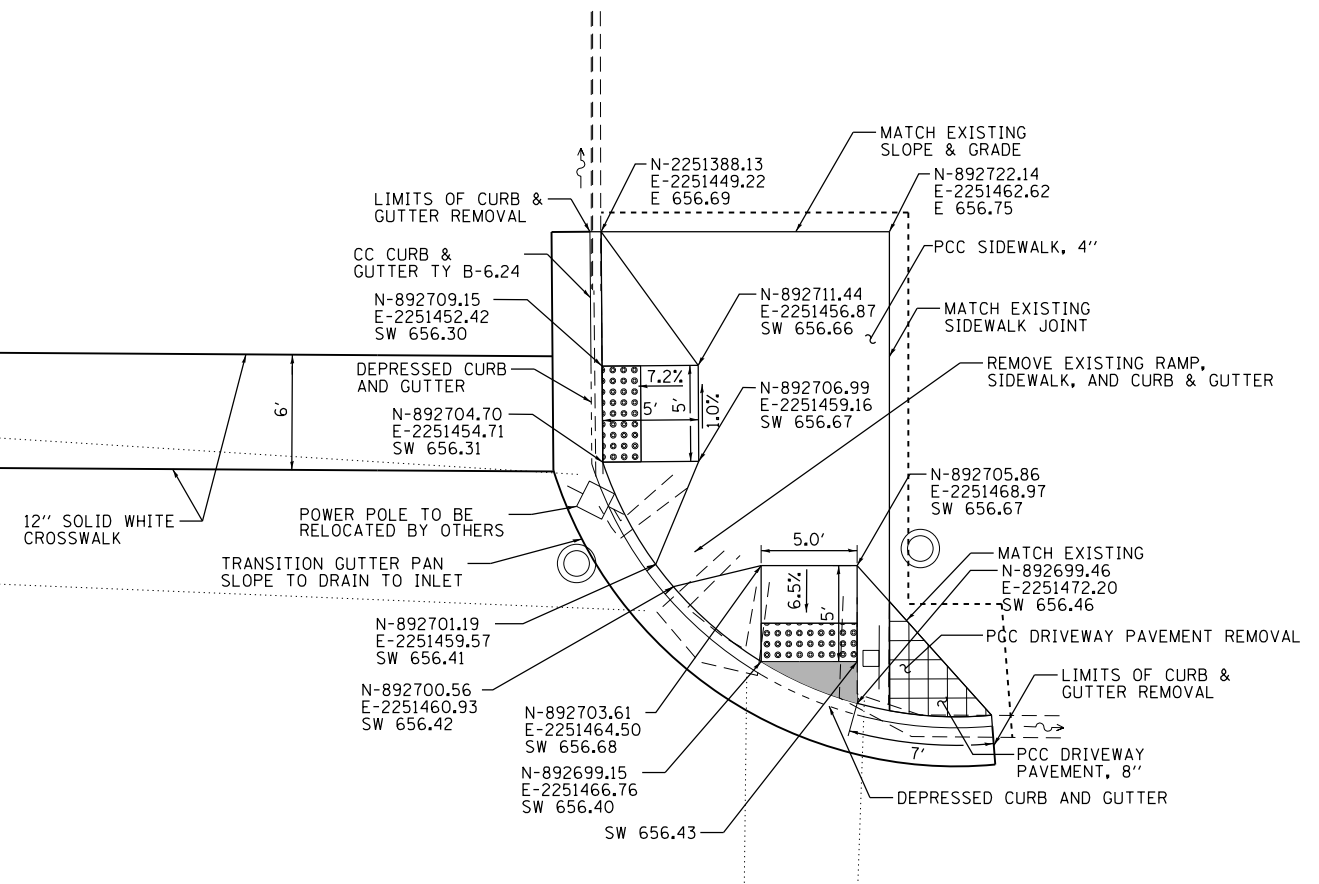 MATCH EXISTING
SLOPE & GRADE
N-2251388.13
E-2251449.22
E 656.69
N-892722.14
E-2251462.62
E 656.75
LIMITS OF CURB &
GUTTER REMOVAL
PCC SIDEWALK, 4"
CC CURB &
GUTTER TY B-6.24
N-892709.15
E-2251452.42
SW 656.30
N-892711.44
E-2251456.87
SW 656.66
MATCH EXISTING
SIDEWALK JOINT
DEPRESSED CURB
AND GUTTER
REMOVE EXISTING RAMP,
SIDEWALK, AND CURB & GUTTER
7.2%
5'
5'
1.0%
6'
N-892706.99
E-2251459.16
SW 656.67
N-892704.70
E-2251454.71
SW 656.31
N-892705.86
E-2251468.97
SW 656.67
12" SOLID WHITE
CROSSWALK
POWER POLE TO BE
RELOCATED BY OTHERS
5.0'
6.5%
5'
TRANSITION GUTTER PAN
SLOPE TO DRAIN TO INLET
MATCH EXISTING
N-892699.46
E-2251472.20
SW 656.46
PCC DRIVEWAY PAVEMENT REMOVAL
N-892701.19
E-2251459.57
SW 656.41
LIMITS OF CURB &
GUTTER REMOVAL
N-892700.56
E-2251460.93
SW 656.42
N-892703.61
E-2251464.50
SW 656.68
7'
PCC DRIVEWAY
PAVEMENT, 8"
N-892699.15
E-2251466.76
SW 656.40
DEPRESSED CURB AND GUTTER
SW 656.43